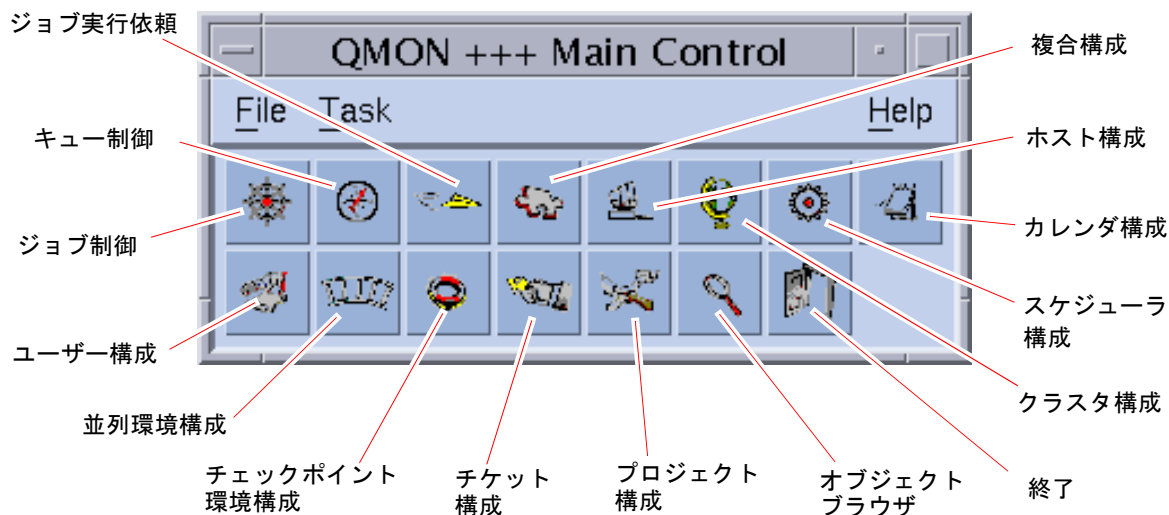 ジョブ実行依頼
QMON +++ Main Control
複合構成
File Task Help
キュー制御
ホスト構成
ジョブ制御
カレンダ構成
スケジューラ
構成
ユーザー構成
クラスタ構成
並列環境構成
チェックポイント
環境構成
チケット
構成
プロジェクト
構成
オブジェクト
ブラウザ
終了